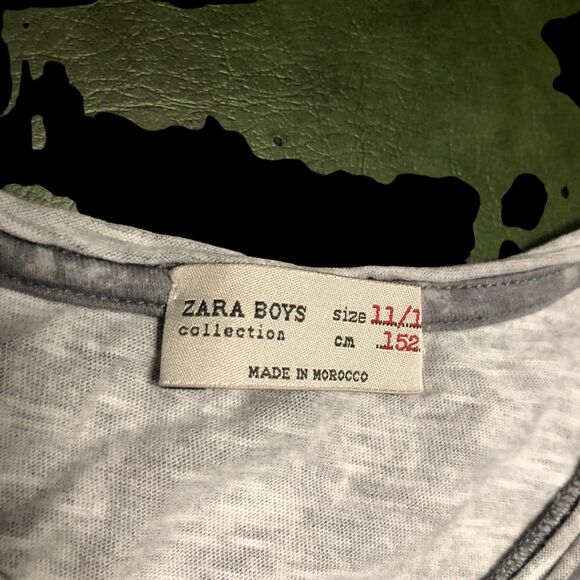 ZARA BOYS size 11/1
collection cm 152
MADE IN MOROCCO